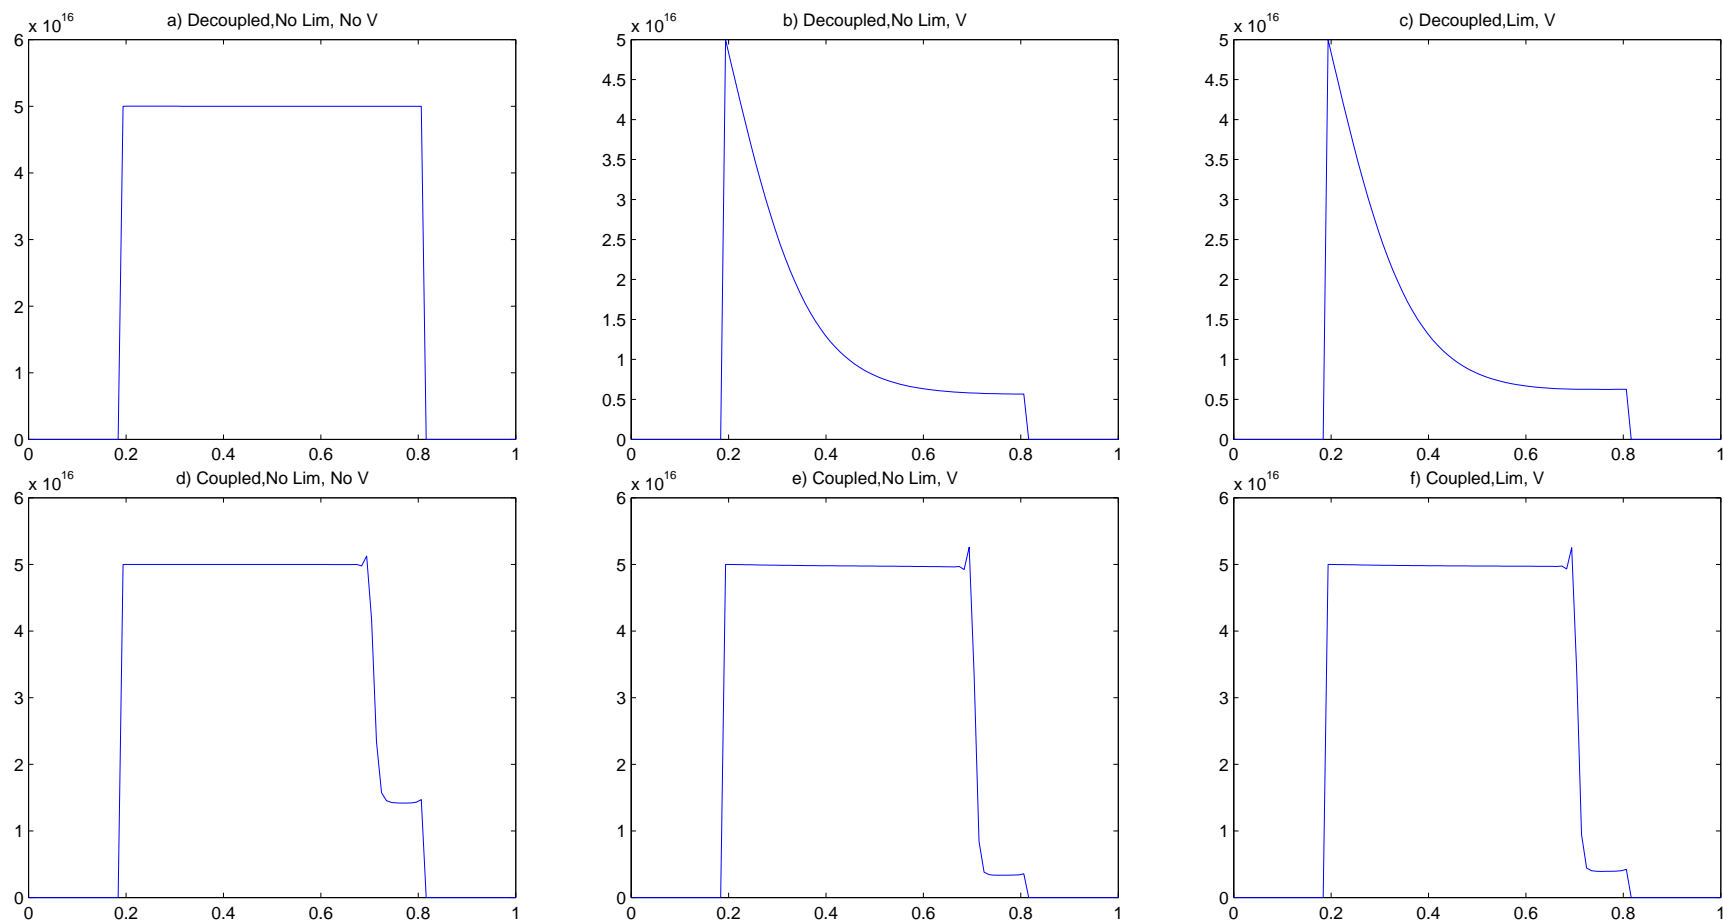 a) Decoupled,No Lim, No V
x 10^16
6
5
4
3
2
1
0
0 0.2 0.4 0.6 0.8 1
b) Decoupled,No Lim, V
x 10^16
5
4.5
4
3.5
3
2.5
2
1.5
1
0.5
0
0 0.2 0.4 0.6 0.8 1
c) Decoupled,Lim, V
x 10^16
5
4.5
4
3.5
3
2.5
2
1.5
1
0.5
0
0 0.2 0.4 0.6 0.8 1
d) Coupled,No Lim, No V
x 10^16
6
5
4
3
2
1
0
0 0.2 0.4 0.6 0.8 1
e) Coupled,No Lim, V
x 10^16
6
5
4
3
2
1
0
0 0.2 0.4 0.6 0.8 1
f) Coupled,Lim, V
x 10^16
6
5
4
3
2
1
0
0 0.2 0.4 0.6 0.8 1